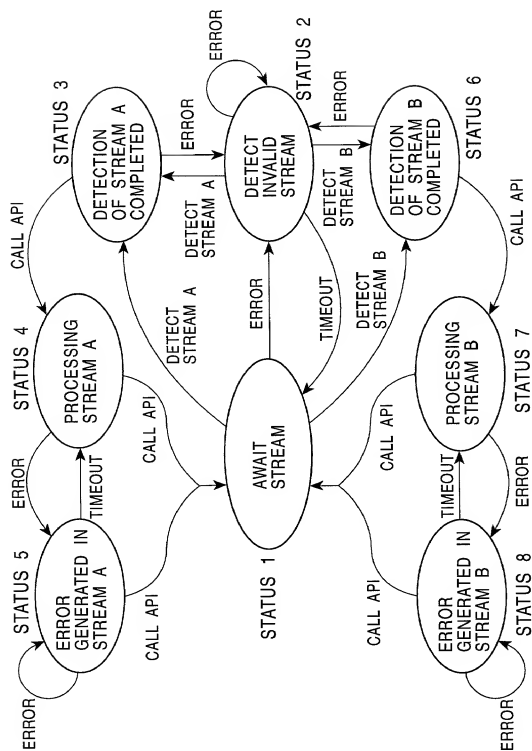 STATUS 5
ERROR
GENERATED IN
STREAM A
ERROR
ERROR
TIMEOUT
CALL API
STATUS 4
PROCESSING
STREAM A
CALL API
CALL API
STATUS 3
DETECTION
OF STREAM A
COMPLETED
DETECT
STREAM A
DETECT
STREAM A
ERROR
STATUS 1
AWAIT
STREAM
ERROR
TIMEOUT
DETECT
INVALID
STREAM
ERROR
STATUS 2
DETECT
STREAM B
DETECT
STREAM B
ERROR
DETECTION
OF STREAM B
COMPLETED
STATUS 6
CALL API
CALL API
PROCESSING
STREAM B
STATUS 7
CALL API
TIMEOUT
ERROR
ERROR
GENERATED IN
STREAM B
STATUS 8
ERROR